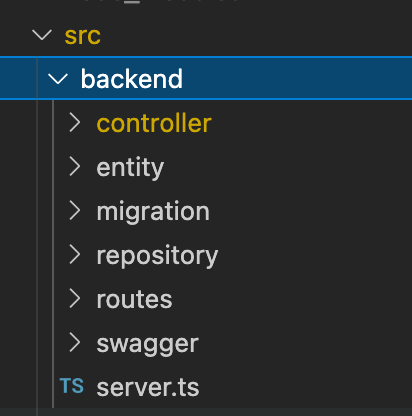 src
backend
controller
entity
migration
repository
routes
swagger
TS server.ts